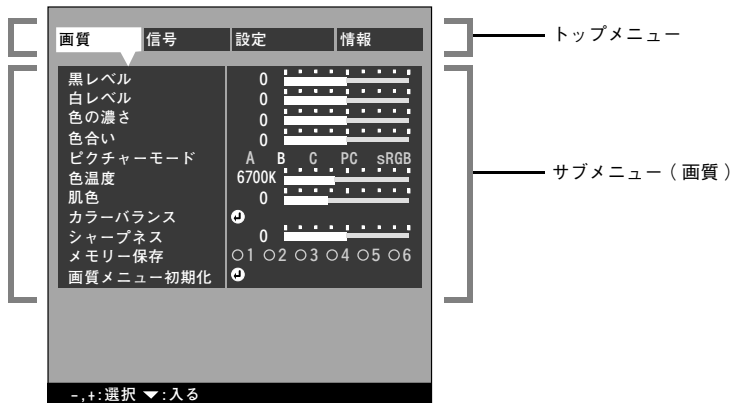 画質 信号 設定 情報
トップメニュー
黒レベル 0
白レベル 0
色の濃さ 0
色合い 0
ピクチャーモード A B C PC sRGB
サブメニュー ( 画質 )
色温度 6700K
肌色 0
カラーバランス
シャープネス 0
メモリー保存 ○1 ○2 ○3 ○4 ○5 ○6
画質メニュー初期化
-,+:選択 ▼:入る